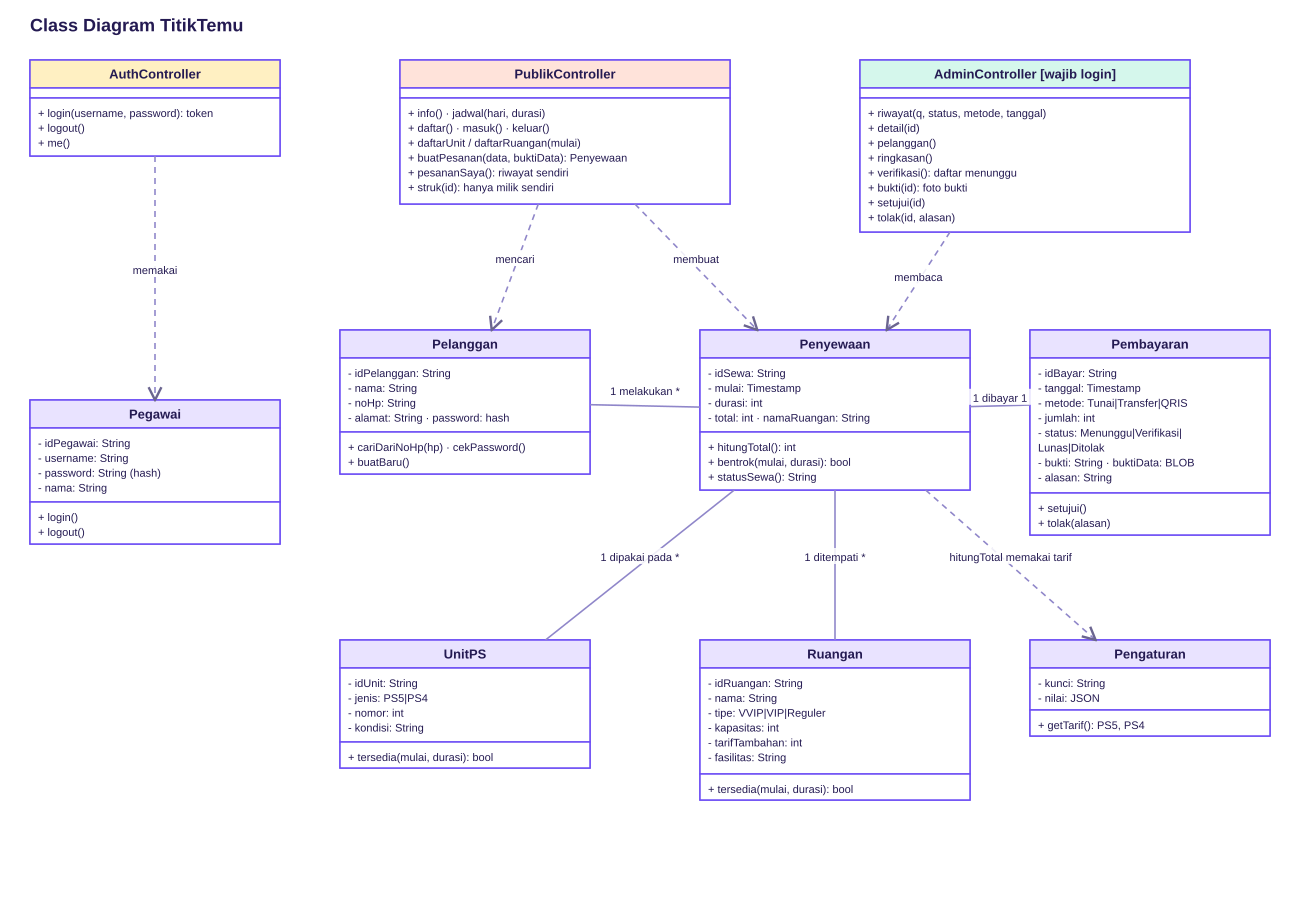 Class Diagram TitikTemu
AuthController
+ login(username, password): token
+ logout()
+ me()
PublikController
+ info() · jadwal(hari, durasi)
+ daftar() · masuk() · keluar()
+ daftarUnit / daftarRuangan(mulai)
+ buatPesanan(data, buktiData): Penyewaan
+ pesananSaya(): riwayat sendiri
+ struk(id): hanya milik sendiri
AdminController [wajib login]
+ riwayat(q, status, metode, tanggal)
+ detail(id)
+ pelanggan()
+ ringkasan()
+ verifikasi(): daftar menunggu
+ bukti(id): foto bukti
+ setujui(id)
+ tolak(id, alasan)
memakai
mencari
membuat
membaca
Pegawai
- idPegawai: String
- username: String
- password: String (hash)
- nama: String
+ login()
+ logout()
Pelanggan
- idPelanggan: String
- nama: String
- noHp: String
- alamat: String · password: hash
+ cariDariNoHp(hp) · cekPassword()
+ buatBaru()
1 melakukan *
Penyewaan
- idSewa: String
- mulai: Timestamp
- durasi: int
- total: int · namaRuangan: String
+ hitungTotal(): int
+ bentrok(mulai, durasi): bool
+ statusSewa(): String
1 dibayar 1
Pembayaran
- idBayar: String
- tanggal: Timestamp
- metode: Tunai|Transfer|QRIS
- jumlah: int
- status: Menunggu|Verifikasi|
Lunas|Ditolak
- bukti: String · buktiData: BLOB
- alasan: String
+ setujui()
+ tolak(alasan)
1 dipakai pada *
1 ditempati *
hitungTotal memakai tarif
UnitPS
- idUnit: String
- jenis: PS5|PS4
- nomor: int
- kondisi: String
+ tersedia(mulai, durasi): bool
Ruangan
- idRuangan: String
- nama: String
- tipe: VVIP|VIP|Reguler
- kapasitas: int
- tarifTambahan: int
- fasilitas: String
+ tersedia(mulai, durasi): bool
Pengaturan
- kunci: String
- nilai: JSON
+ getTarif(): PS5, PS4